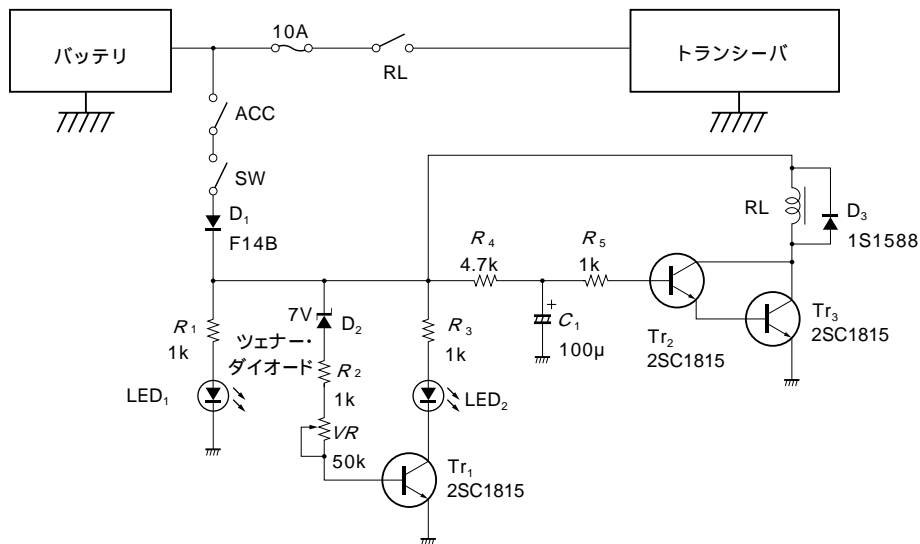 10A
バッテリ
トランシーバ
RL
ACC
SW
D1
F14B
RL
D3
1S1588
R4
4.7k
R5
1k
7V
D2
R1
1k
ツェナー・
ダイオード
R2
1k
R3
1k
C1
100μ
+
Tr2
2SC1815
Tr3
2SC1815
LED1
LED2
VR
50k
Tr1
2SC1815